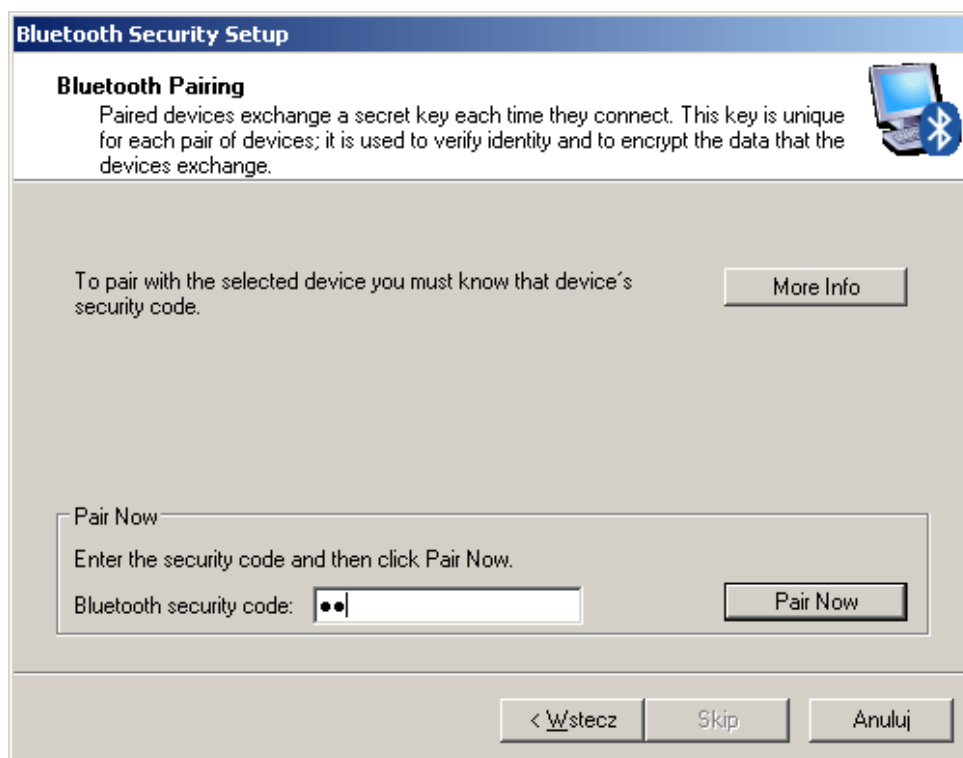 Bluetooth Security Setup
Bluetooth Pairing
Paired devices exchange a secret key each time they connect. This key is unique
for each pair of devices; it is used to verify identity and to encrypt the data that the
devices exchange.
To pair with the selected device you must know that device's
security code.
More Info
Pair Now
Enter the security code and then click Pair Now.
Bluetooth security code: ●●
Pair Now
< Wstecz
Skip
Anuluj